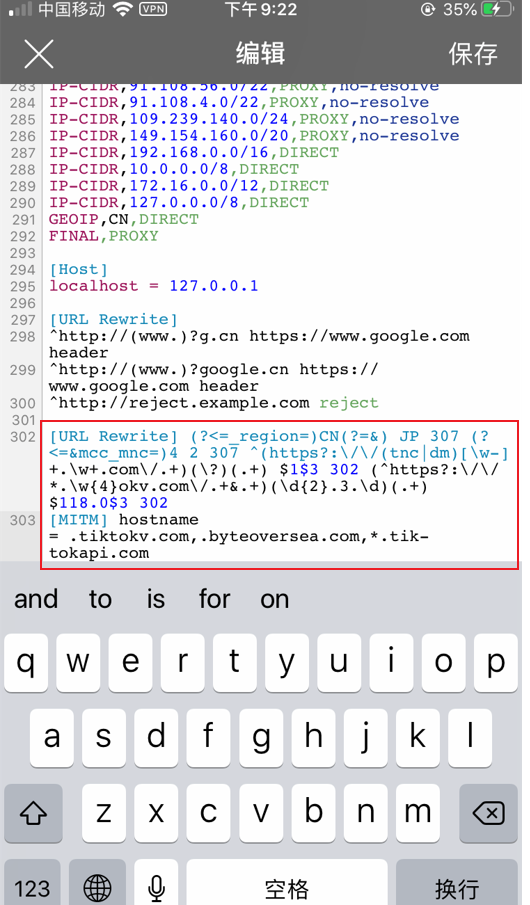 中国移动 VPN 下午9:22 35%
编辑 保存
283 IP-CIDR,91.108.56.0/22,PROXY,no-resolve
284 IP-CIDR,91.108.4.0/22,PROXY,no-resolve
285 IP-CIDR,109.239.140.0/24,PROXY,no-resolve
286 IP-CIDR,149.154.160.0/20,PROXY,no-resolve
287 IP-CIDR,192.168.0.0/16,DIRECT
288 IP-CIDR,10.0.0.0/8,DIRECT
289 IP-CIDR,172.16.0.0/12,DIRECT
290 IP-CIDR,127.0.0.0/8,DIRECT
291 GEOIP,CN,DIRECT
292 FINAL,PROXY
293
294 [Host]
295 localhost = 127.0.0.1
296
297 [URL Rewrite]
298 ^http://(www.)?g.cn https://www.google.com
header
299 ^http://(www.)?google.cn https://
www.google.com header
300 ^http://reject.example.com reject
301
302 [URL Rewrite] (?<=_region=)CN(?=&) JP 307 (?
<=&mcc_mnc=)4 2 307 ^(https?:\/\/(tnc|dm)[\w-]
+.\w+.com\/.+)(\?)(.+) $1$3 302 (^https?:\/\/
*.\w{4}okv.com\/.+&.+)(\d{2}.3.\d)(.+)
$118.0$3 302
303 [MITM] hostname
= .tiktokv.com,.byteoversea.com,*.tik-
tokapi.com
and to is for on
q w e r t y u i o p
a s d f g h j k l
z x c v b n m
123 空格 换行